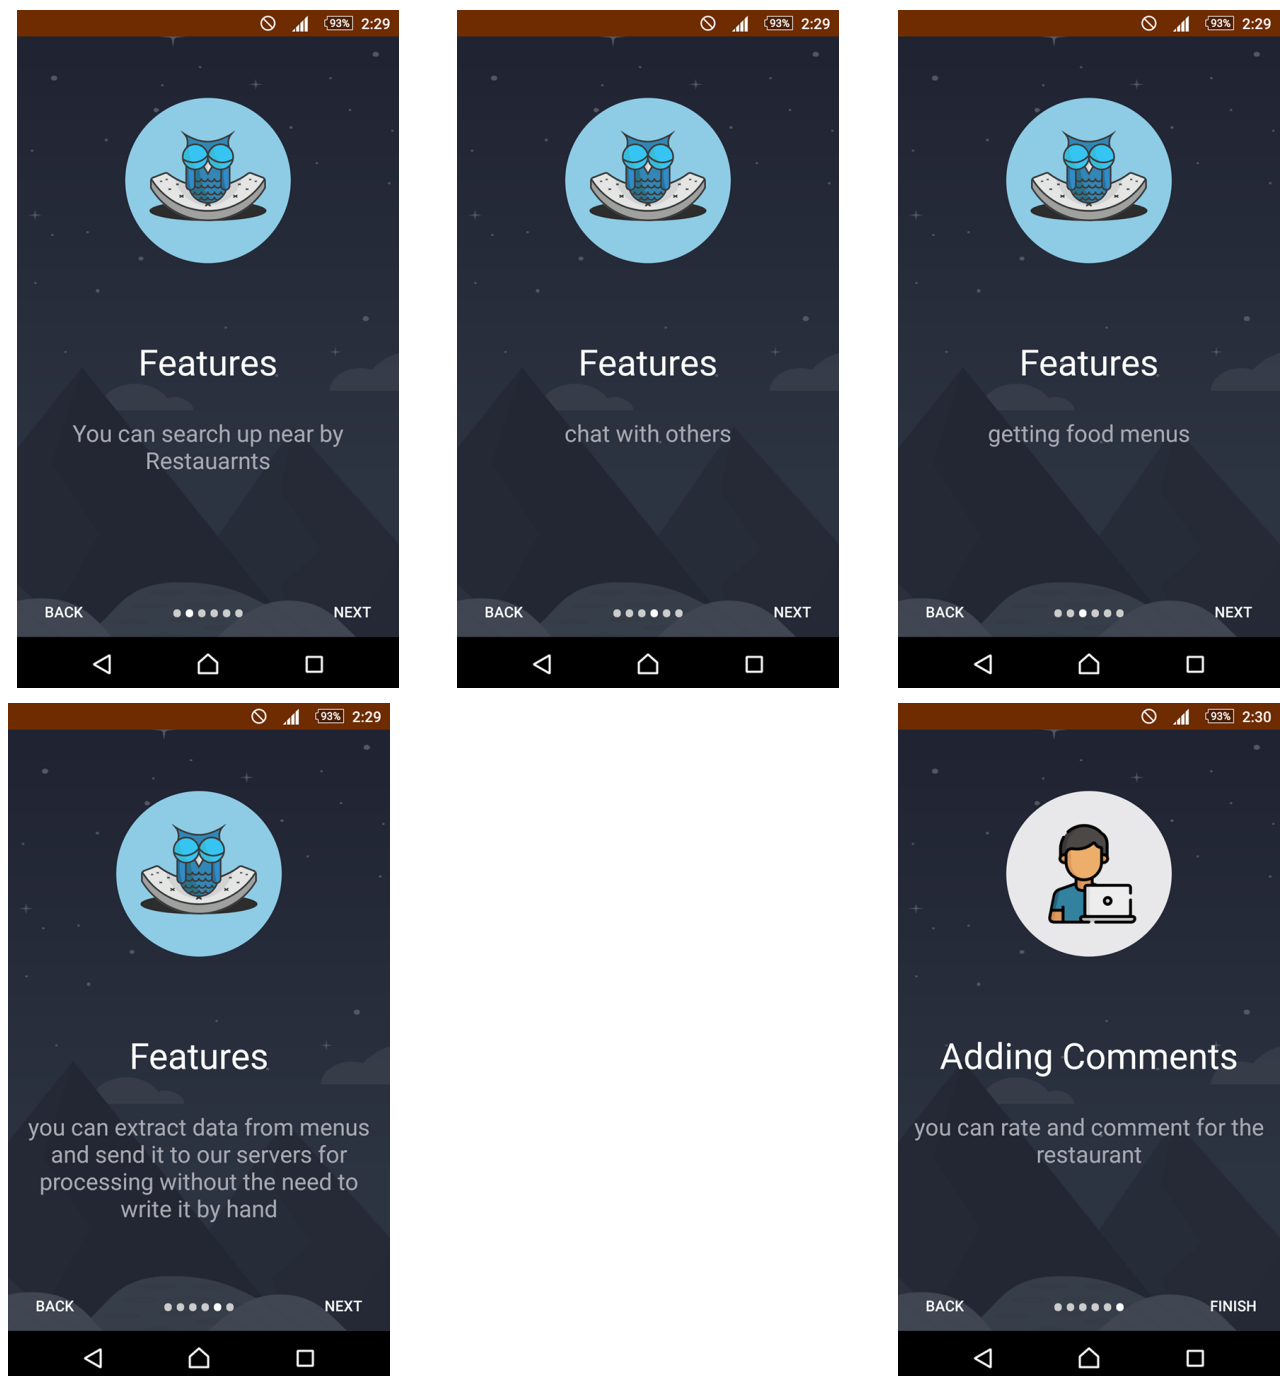 93% 2:29
Features
You can search up near by
Restauarnts
BACK
NEXT
93% 2:29
Features
chat with others
BACK
NEXT
93% 2:29
Features
getting food menus
BACK
NEXT
93% 2:29
Features
you can extract data from menus
and send it to our servers for
processing without the need to
write it by hand
BACK
NEXT
93% 2:30
Adding Comments
you can rate and comment for the
restaurant
BACK
FINISH